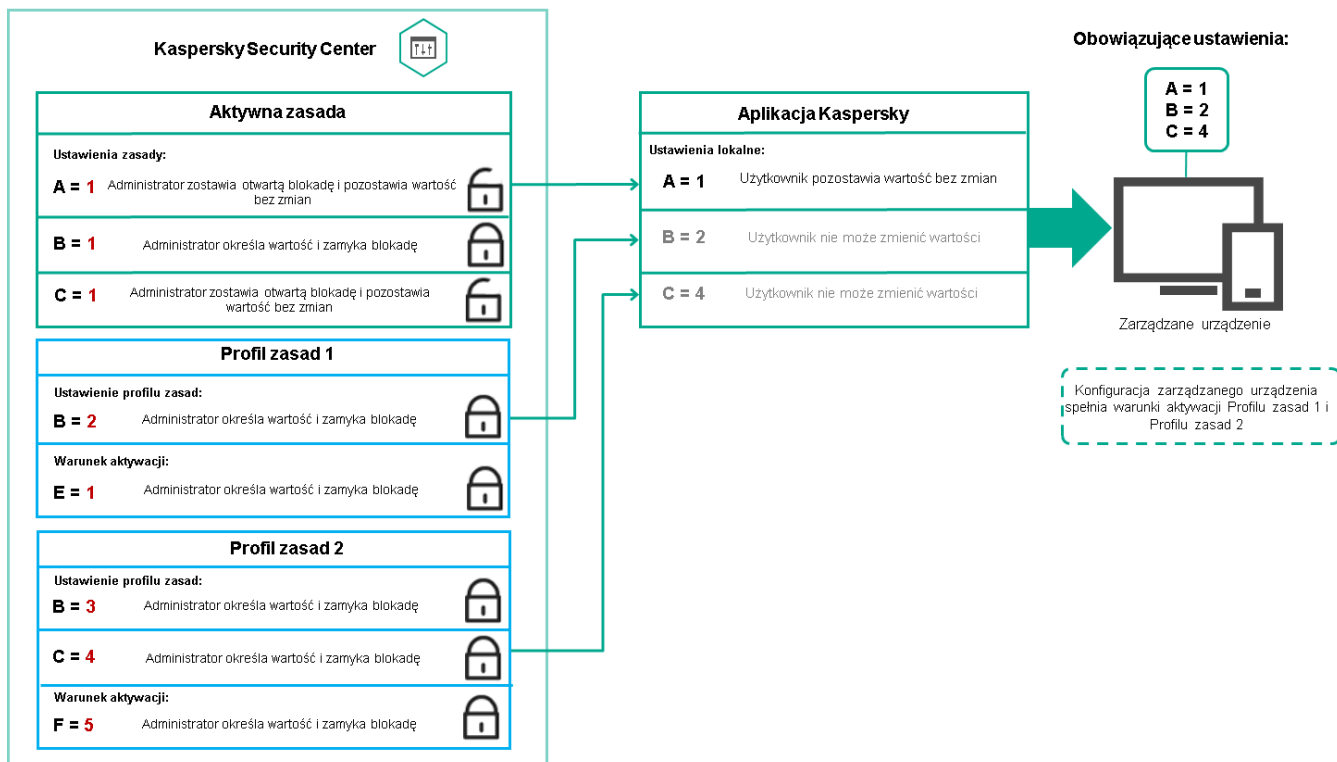 Kaspersky Security Center
Aktywna zasada
Ustawienia zasady:
A = 1 Administrator zostawia otwartą blokadę i pozostawia wartość
bez zmian
B = 1 Administrator określa wartość i zamyka blokadę
C = 1 Administrator zostawia otwartą blokadę i pozostawia
wartość bez zmian
Profil zasad 1
Ustawienie profilu zasad:
B = 2 Administrator określa wartość i zamyka blokadę
Warunek aktywacji:
E = 1 Administrator określa wartość i zamyka blokadę
Profil zasad 2
Ustawienie profilu zasad:
B = 3 Administrator określa wartość i zamyka blokadę
C = 4 Administrator określa wartość i zamyka blokadę
Warunek aktywacji:
F = 5 Administrator określa wartość i zamyka blokadę
Aplikacja Kaspersky
Ustawienia lokalne:
A = 1 Użytkownik pozostawia wartość bez zmian
B = 2 Użytkownik nie może zmienić wartości
C = 4 Użytkownik nie może zmienić wartości
Obowiązujące ustawienia:
A = 1
B = 2
C = 4
Zarządzane urządzenie
Konfiguracja zarządzanego urządzenia
spełnia warunki aktywacji Profilu zasad 1 i
Profilu zasad 2